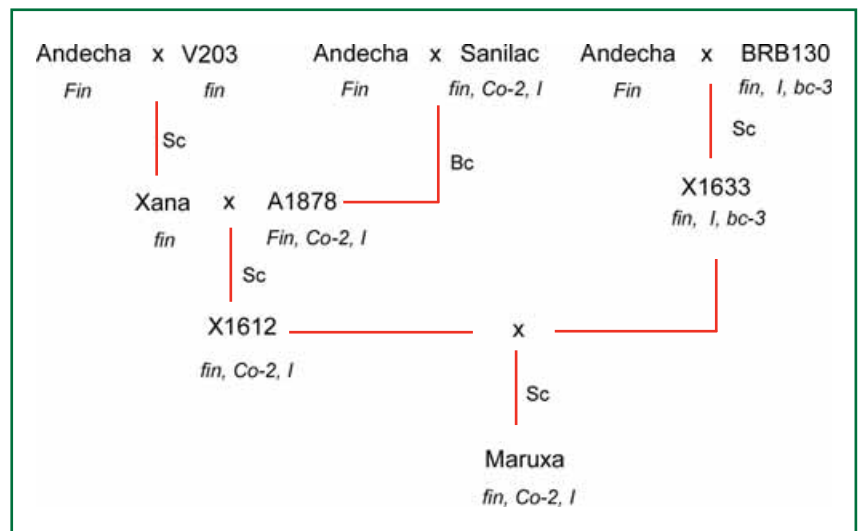 Andecha x V203 Andecha x Sanilac Andecha x BRB130
Fin fin Fin fin, Co-2, I Fin fin, I, bc-3
Sc Sc
Bc
Xana x A1878 X1633
fin Fin, Co-2, I fin, I, bc-3
Sc
X1612 x
fin, Co-2, I
Sc
Maruxa
fin, Co-2, I